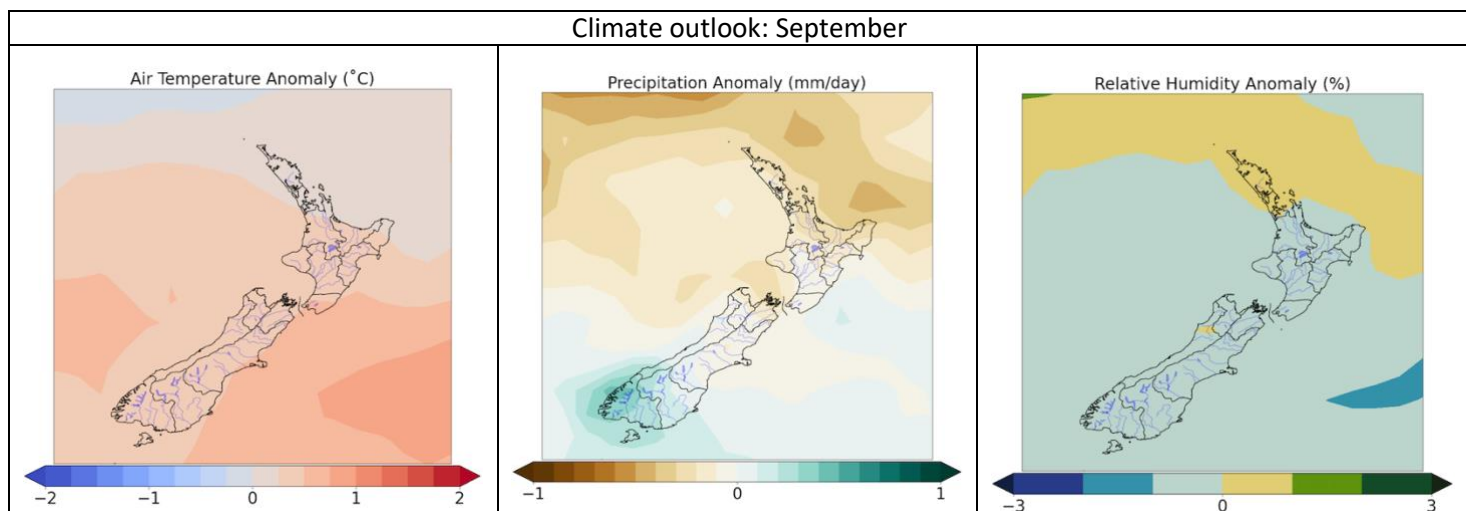 Climate outlook: September
Air Temperature Anomaly (˚C)
Precipitation Anomaly (mm/day)
Relative Humidity Anomaly (%)
−2 −1 0 1 2
−1 0 1
−3 0 3